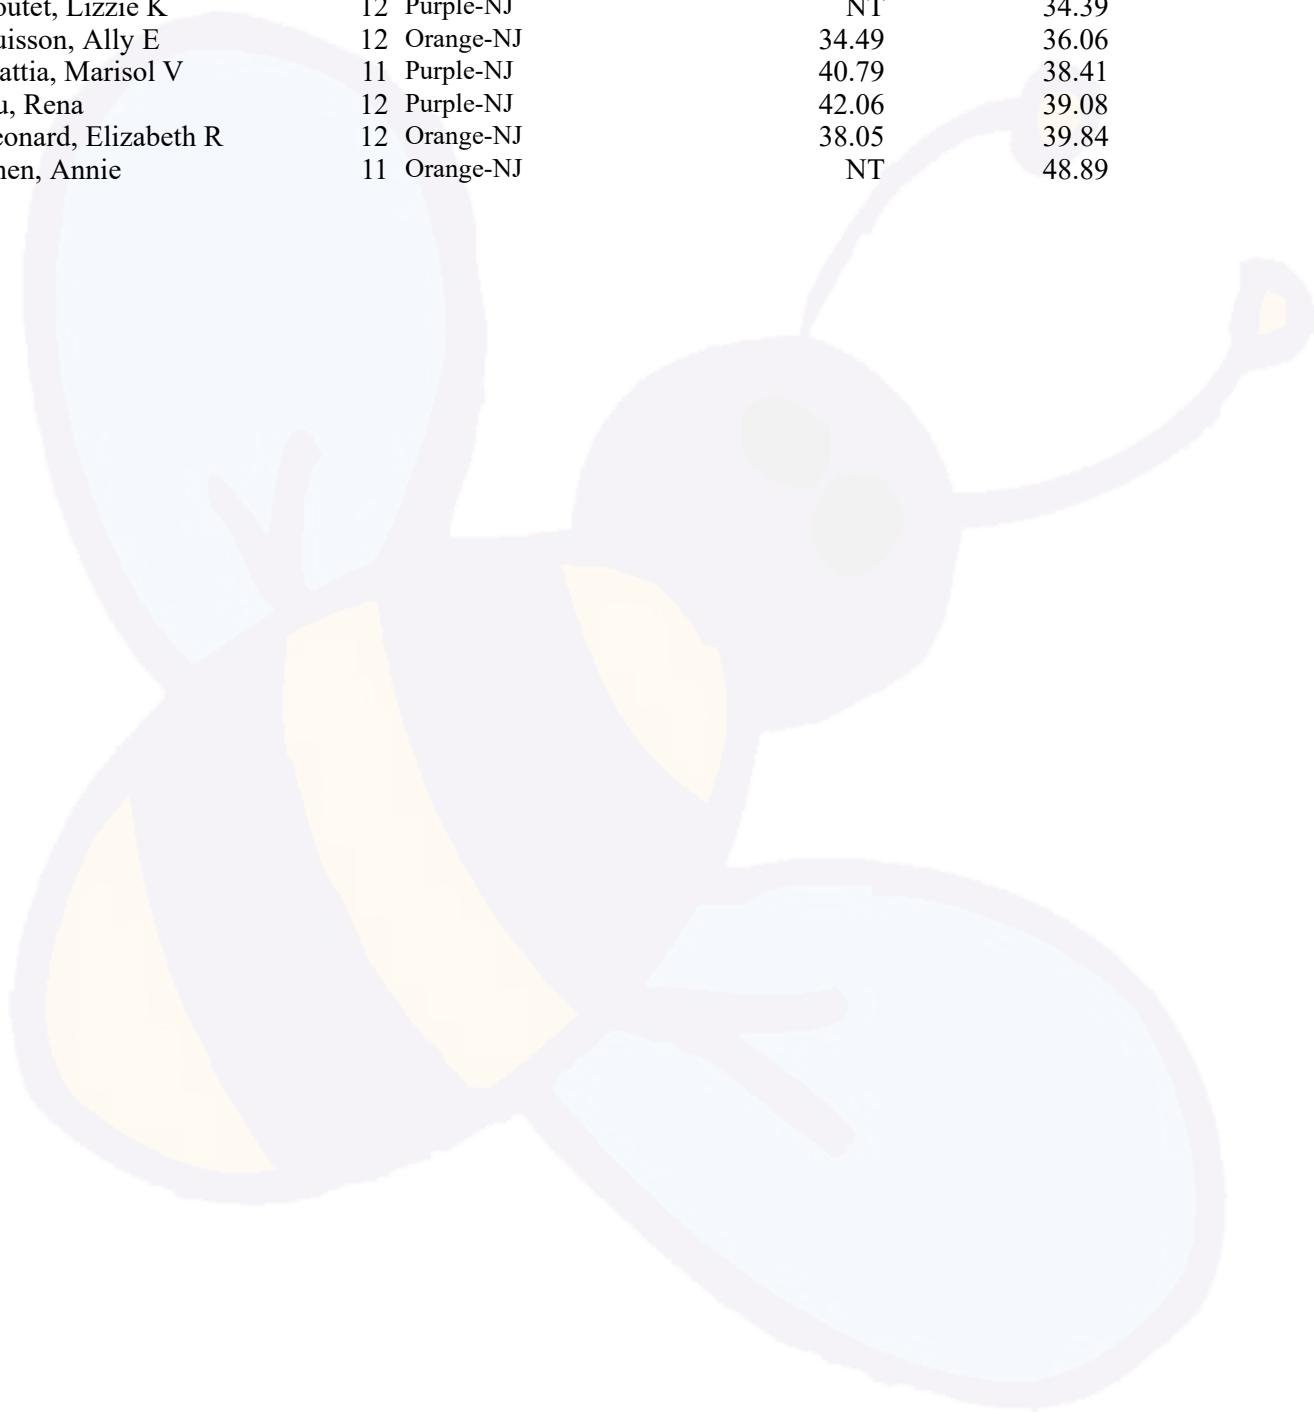 outet, Lizzie K 12 Purple-NJ NT 34.39
uisson, Ally E 12 Orange-NJ 34.49 36.06
attia, Marisol V 11 Purple-NJ 40.79 38.41
u, Rena 12 Purple-NJ 42.06 39.08
eonard, Elizabeth R 12 Orange-NJ 38.05 39.84
nen, Annie 11 Orange-NJ NT 48.89